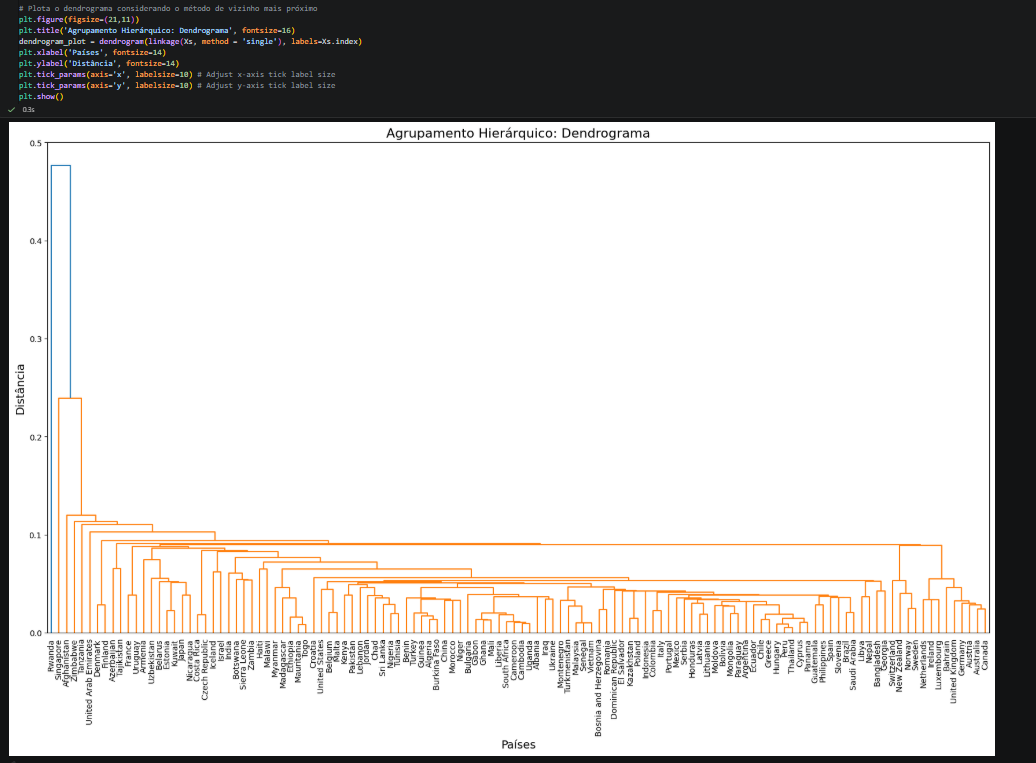 # Plota o dendrograma considerando o método de vizinho mais próximo
plt.figure(figsize=(21,11))
plt.title('Agrupamento Hierárquico: Dendrograma', fontsize=16)
dendrogram_plot = dendrogram(linkage(Xs, method = 'single'), labels=Xs.index)
plt.xlabel('Países', fontsize=14)
plt.ylabel('Distância', fontsize=14)
plt.tick_params(axis='x', labelsize=10) # Adjust x-axis tick label size
plt.tick_params(axis='y', labelsize=10) # Adjust y-axis tick label size
plt.show()
0.3s
Agrupamento Hierárquico: Dendrograma
0.5
0.4
0.3
0.2
0.1
0.0
Distância
Rwanda
Singapore
Afghanistan
Zimbabwe
Tanzania
United Arab Emirates
Denmark
Finland
Azerbaijan
Tajikistan
France
Uruguay
Armenia
Uzbekistan
Belarus
Estonia
Kuwait
Japan
Nicaragua
Costa Rica
Czech Republic
Iceland
Israel
India
Botswana
Sierra Leone
Zambia
Haiti
Malawi
Myanmar
Madagascar
Ethiopia
Mauritania
Togo
Croatia
United States
Belgium
Malta
Kenya
Pakistan
Lebanon
Jordan
Chad
Sri Lanka
Nigeria
Tunisia
Benin
Turkey
Guinea
Algeria
Burkina Faso
China
Morocco
Niger
Bulgaria
Gabon
Ghana
Mali
Liberia
South Africa
Cameroon
Cambodia
Uganda
Albania
Iraq
Ukraine
Montenegro
Turkmenistan
Malaysia
Senegal
Vietnam
Bosnia and Herzegovina
Romania
Dominican Republic
El Salvador
Kazakhstan
Poland
Indonesia
Colombia
Italy
Portugal
Mexico
Serbia
Honduras
Latvia
Lithuania
Moldova
Bolivia
Mongolia
Paraguay
Argentina
Ecuador
Chile
Greece
Hungary
Peru
Thailand
Cyprus
Panama
Guatemala
Philippines
Spain
Slovenia
Brazil
Saudi Arabia
Libya
Nepal
Bangladesh
Georgia
Switzerland
New Zealand
Norway
Sweden
Netherlands
Ireland
Luxembourg
Bahrain
United Kingdom
Germany
Austria
Australia
Canada
Países